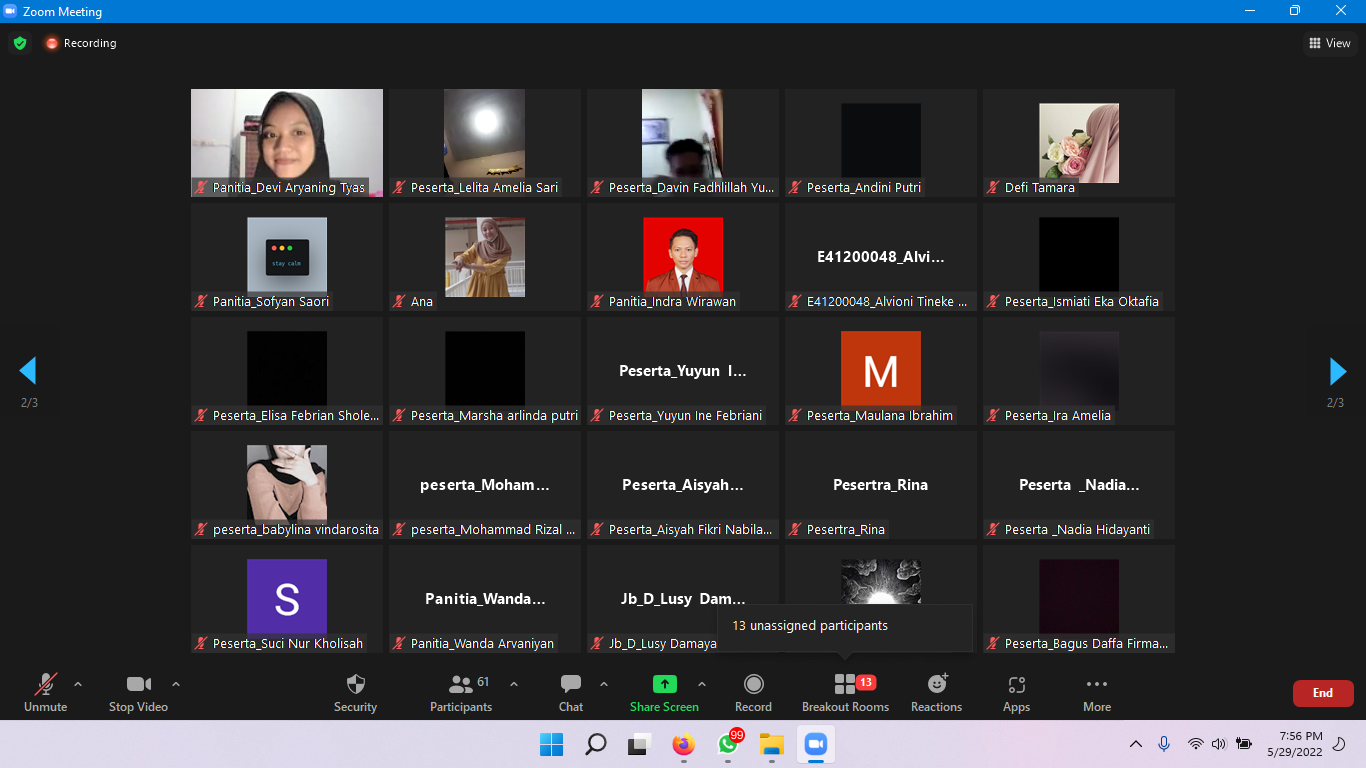 Zoom Meeting
Recording
View
Panitia_Devi Aryaning Tyas
Peserta_Lelita Amelia Sari
Peserta_Davin Fadhlillah Yu...
Peserta_Andini Putri
Defi Tamara
stay calm
Panitia_Sofyan Saori
Ana
Panitia_Indra Wirawan
E41200048_Alvi...
E41200048_Alvioni Tineke ...
Peserta_Ismiati Eka Oktafia
2/3
Peserta_Elisa Febrian Shole...
Peserta_Marsha arlinda putri
Peserta_Yuyun I...
Peserta_Yuyun Ine Febriani
M
Peserta_Maulana Ibrahim
Peserta_Ira Amelia
2/3
peserta_babylina vindarosita
peserta_Moham...
peserta_Mohammad Rizal ...
Peserta_Aisyah...
Peserta_Aisyah Fikri Nabila...
Pesertra_Rina
Pesertra_Rina
Peserta _Nadia...
Peserta _Nadia Hidayanti
S
Peserta_Suci Nur Kholisah
Panitia_Wanda...
Panitia_Wanda Arvaniyan
Jb_D_Lusy Dam...
Jb_D_Lusy Damaya
13 unassigned participants
Peserta_Bagus Daffa Firma...
Unmute
Stop Video
Security
Participants
61
Chat
Share Screen
Record
Breakout Rooms
13
Reactions
Apps
More
End
99
7:56 PM
5/29/2022